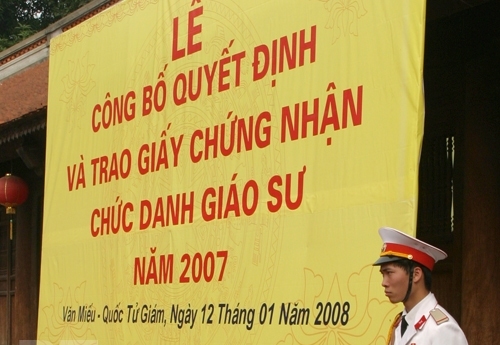 LỄ
CÔNG BỐ QUYẾT ĐỊNH
VÀ TRAO GIẤY CHỨNG NHẬN
CHỨC DANH GIÁO SƯ
NĂM 2007
Văn Miếu - Quốc Tử Giám, Ngày 12 Tháng 01 Năm 2008